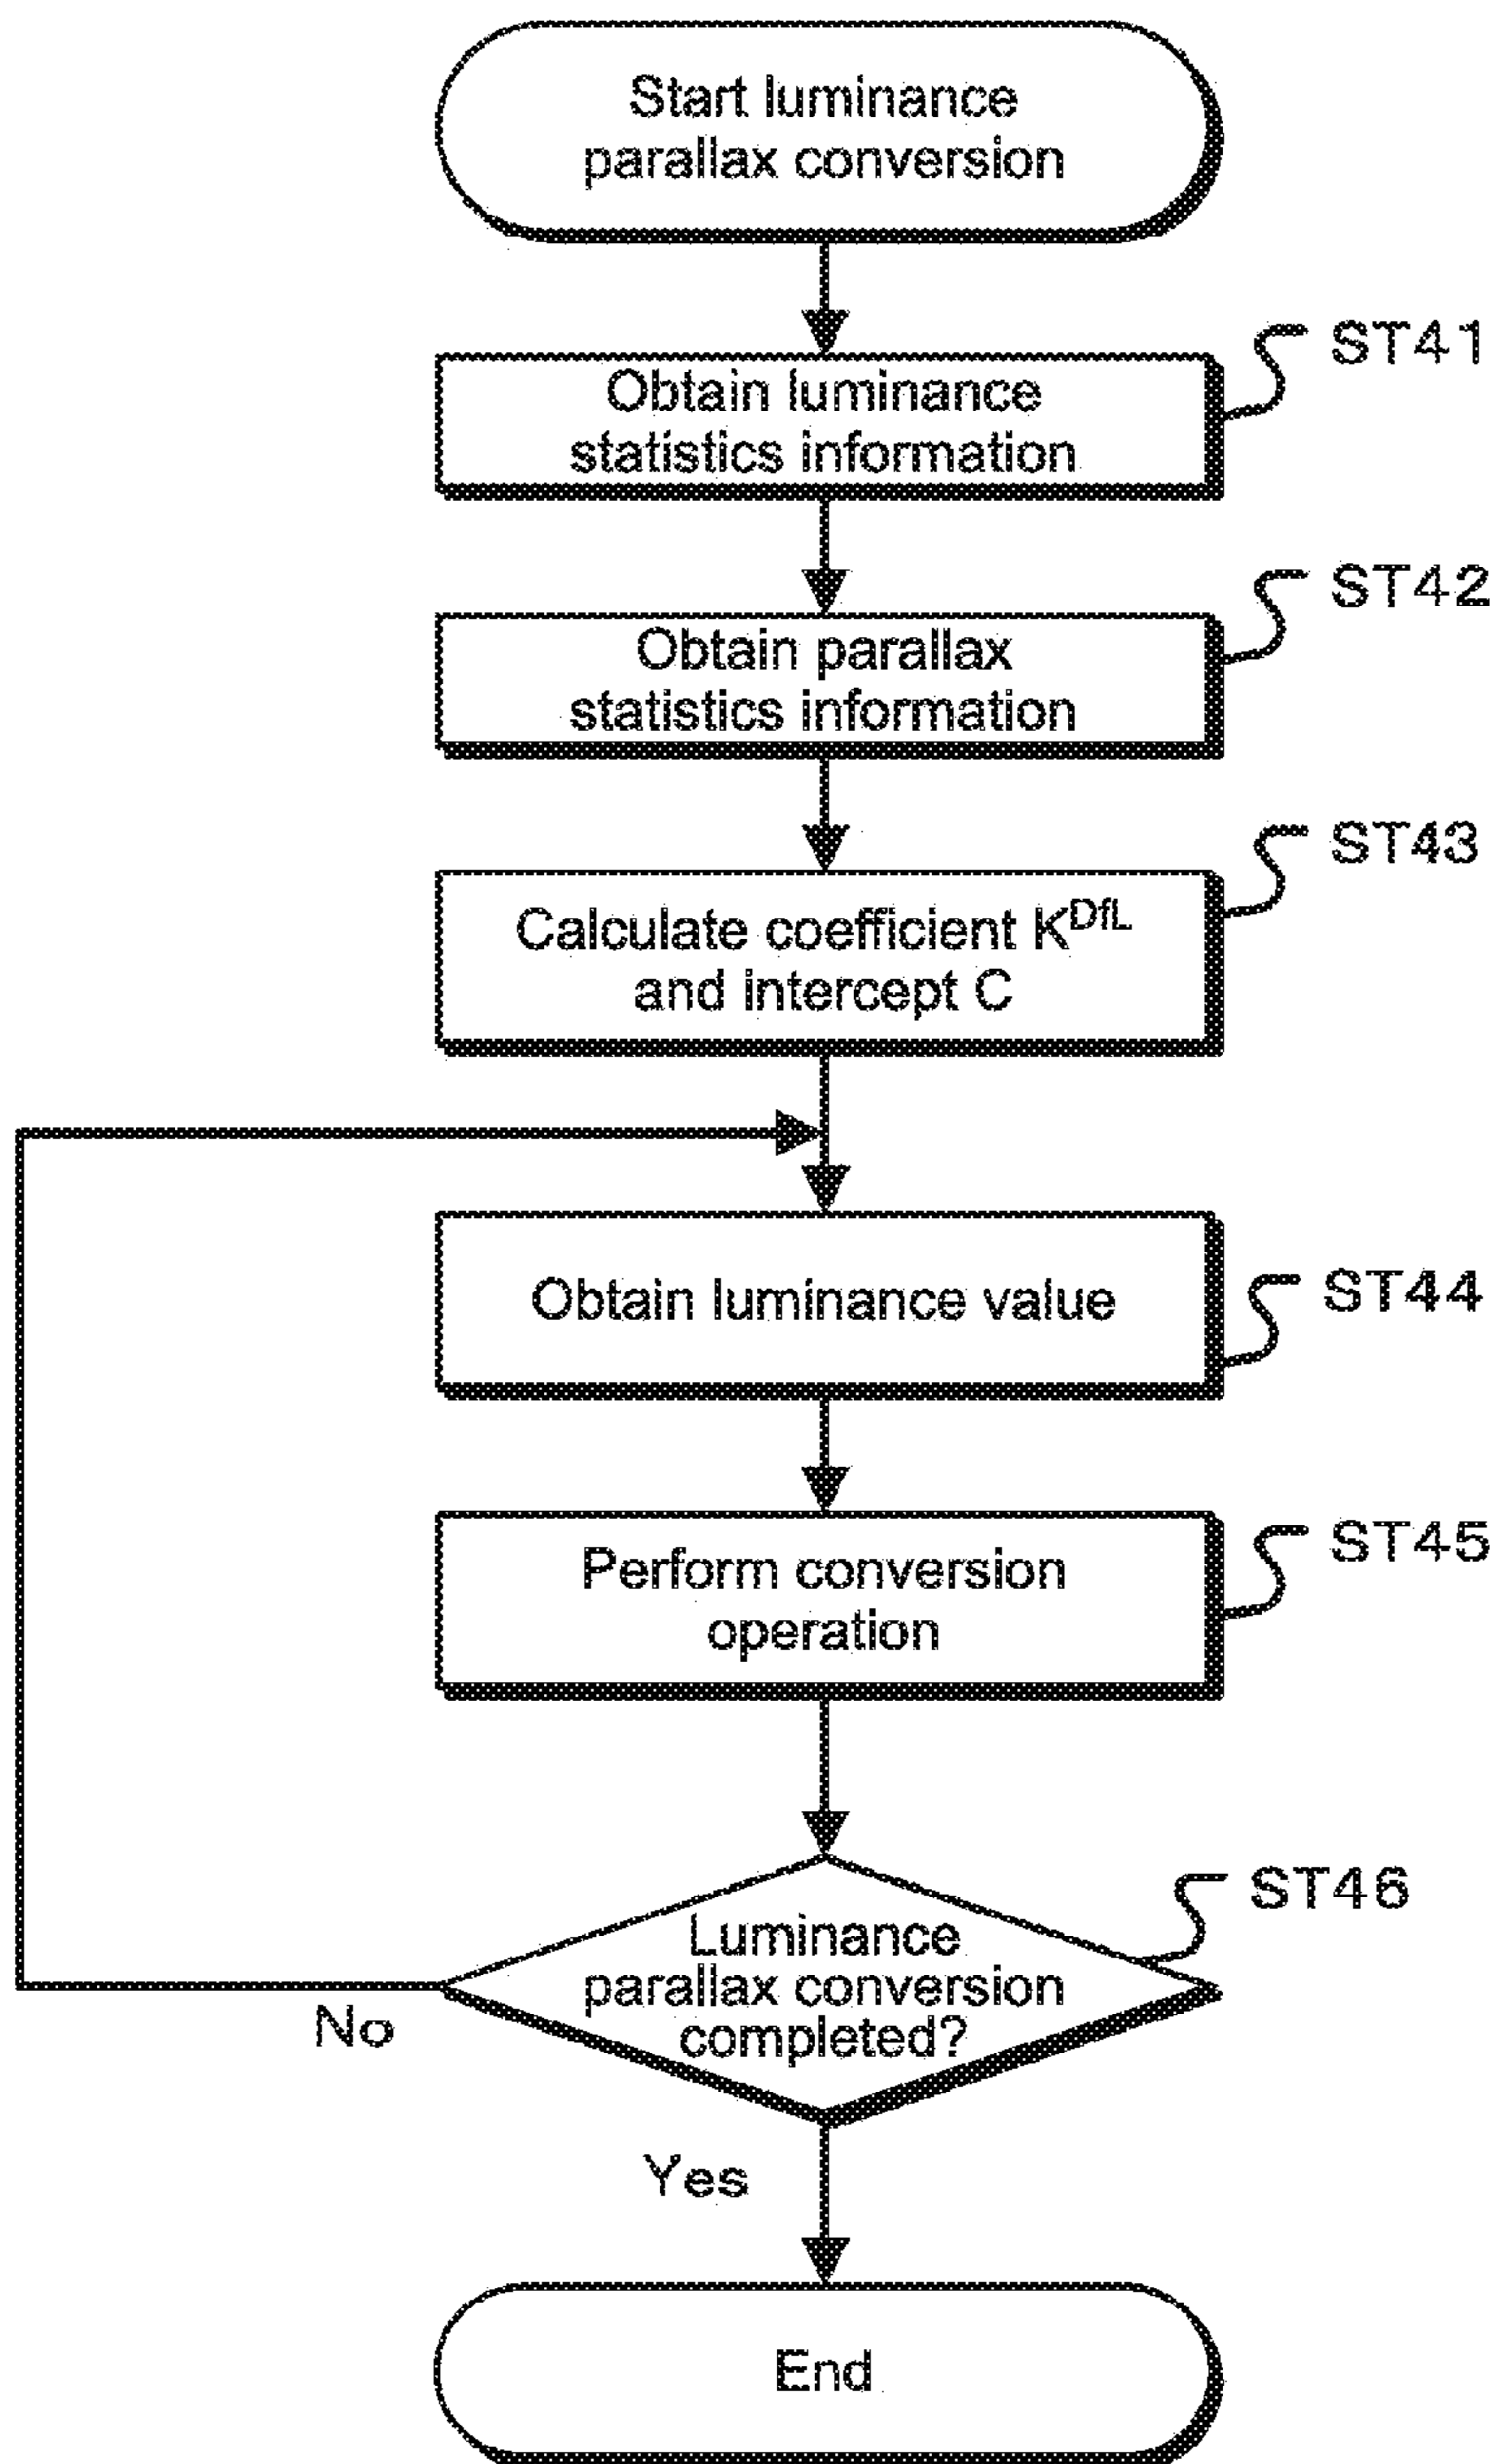 Start luminance
parallax conversion
ST41
Obtain luminance
statistics information
ST42
Obtain parallax
statistics information
ST43
Calculate coefficient K^DfL
and intercept C
ST44
Obtain luminance value
ST45
Perform conversion
operation
ST46
Luminance
parallax conversion
completed?
No
Yes
End